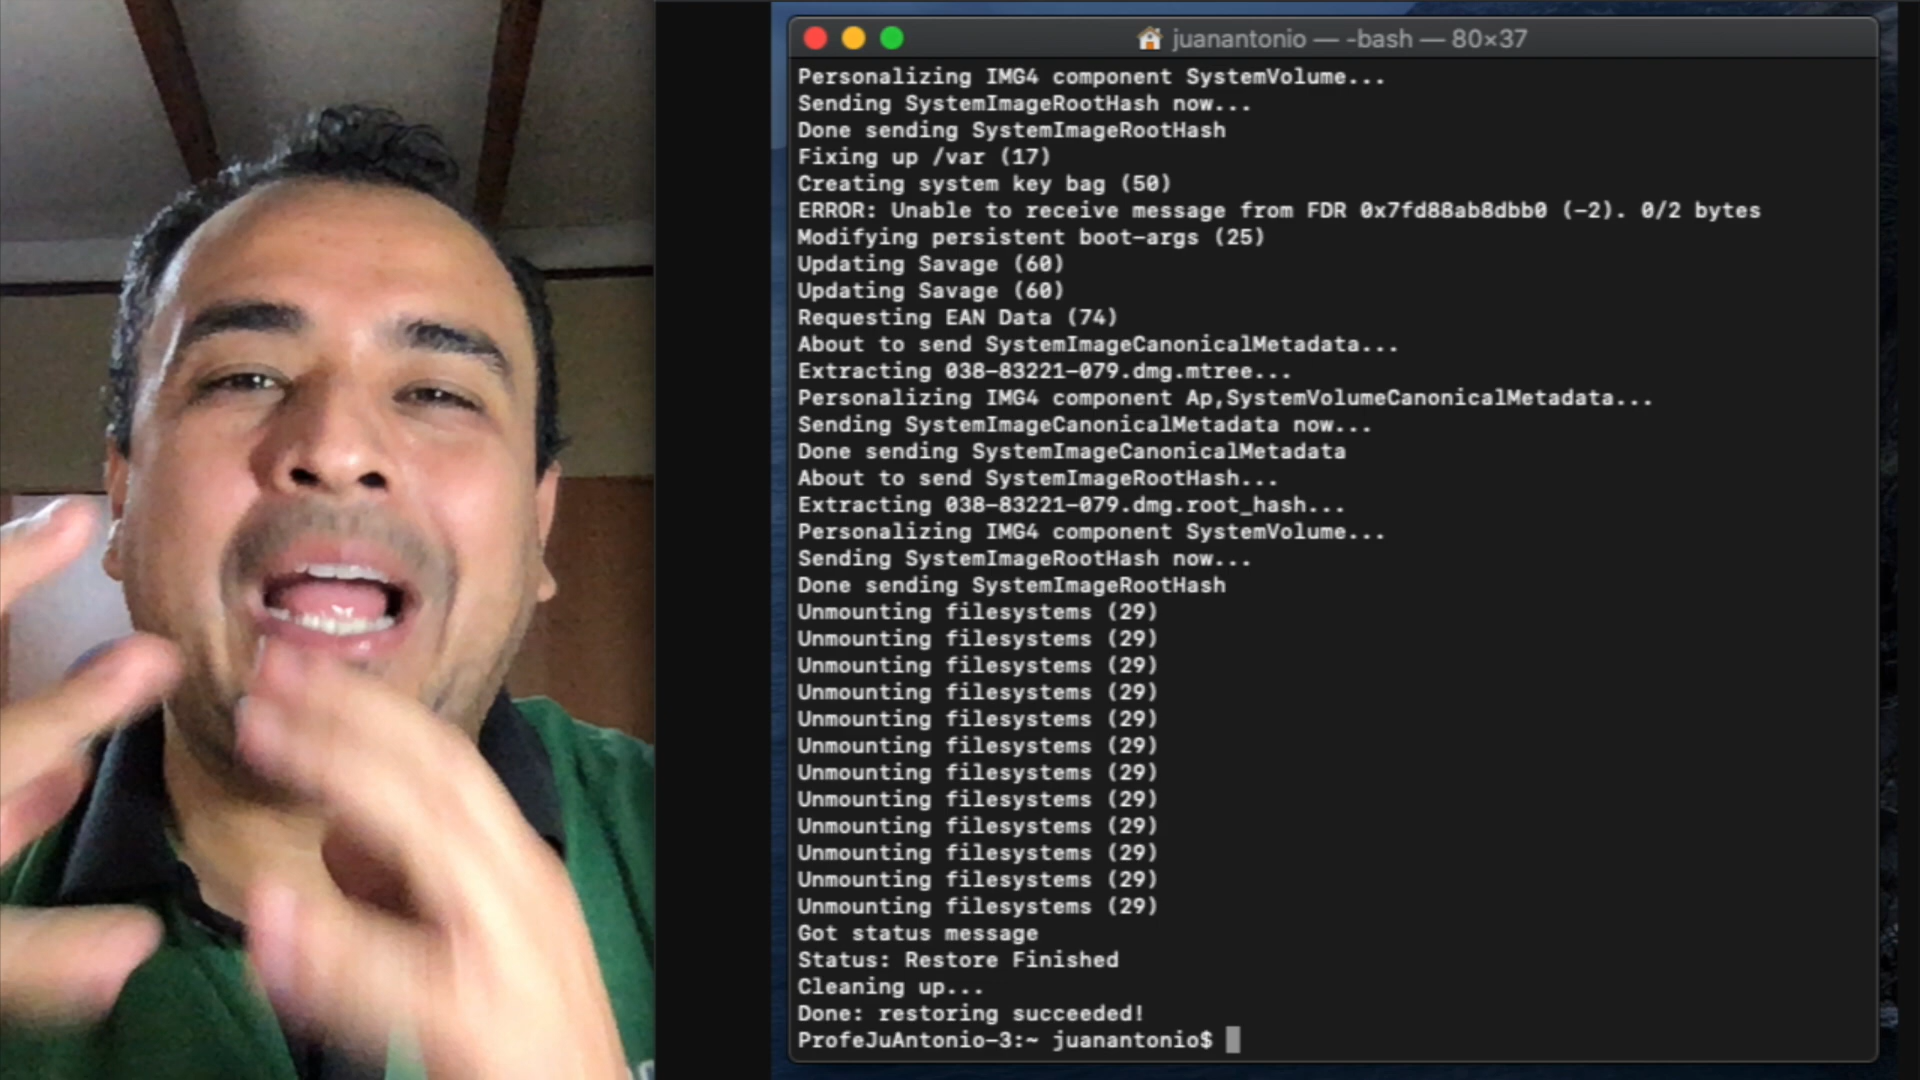 juanantonio — -bash — 80×37
Personalizing IMG4 component SystemVolume...
Sending SystemImageRootHash now...
Done sending SystemImageRootHash
Fixing up /var (17)
Creating system key bag (50)
ERROR: Unable to receive message from FDR 0x7fd88ab8dbb0 (-2). 0/2 bytes
Modifying persistent boot-args (25)
Updating Savage (60)
Updating Savage (60)
Requesting EAN Data (74)
About to send SystemImageCanonicalMetadata...
Extracting 038-83221-079.dmg.mtree...
Personalizing IMG4 component Ap,SystemVolumeCanonicalMetadata...
Sending SystemImageCanonicalMetadata now...
Done sending SystemImageCanonicalMetadata
About to send SystemImageRootHash...
Extracting 038-83221-079.dmg.root_hash...
Personalizing IMG4 component SystemVolume...
Sending SystemImageRootHash now...
Done sending SystemImageRootHash
Unmounting filesystems (29)
Unmounting filesystems (29)
Unmounting filesystems (29)
Unmounting filesystems (29)
Unmounting filesystems (29)
Unmounting filesystems (29)
Unmounting filesystems (29)
Unmounting filesystems (29)
Unmounting filesystems (29)
Unmounting filesystems (29)
Unmounting filesystems (29)
Unmounting filesystems (29)
Got status message
Status: Restore Finished
Cleaning up...
Done: restoring succeeded!
ProfeJuAntonio-3:~ juanantonio$